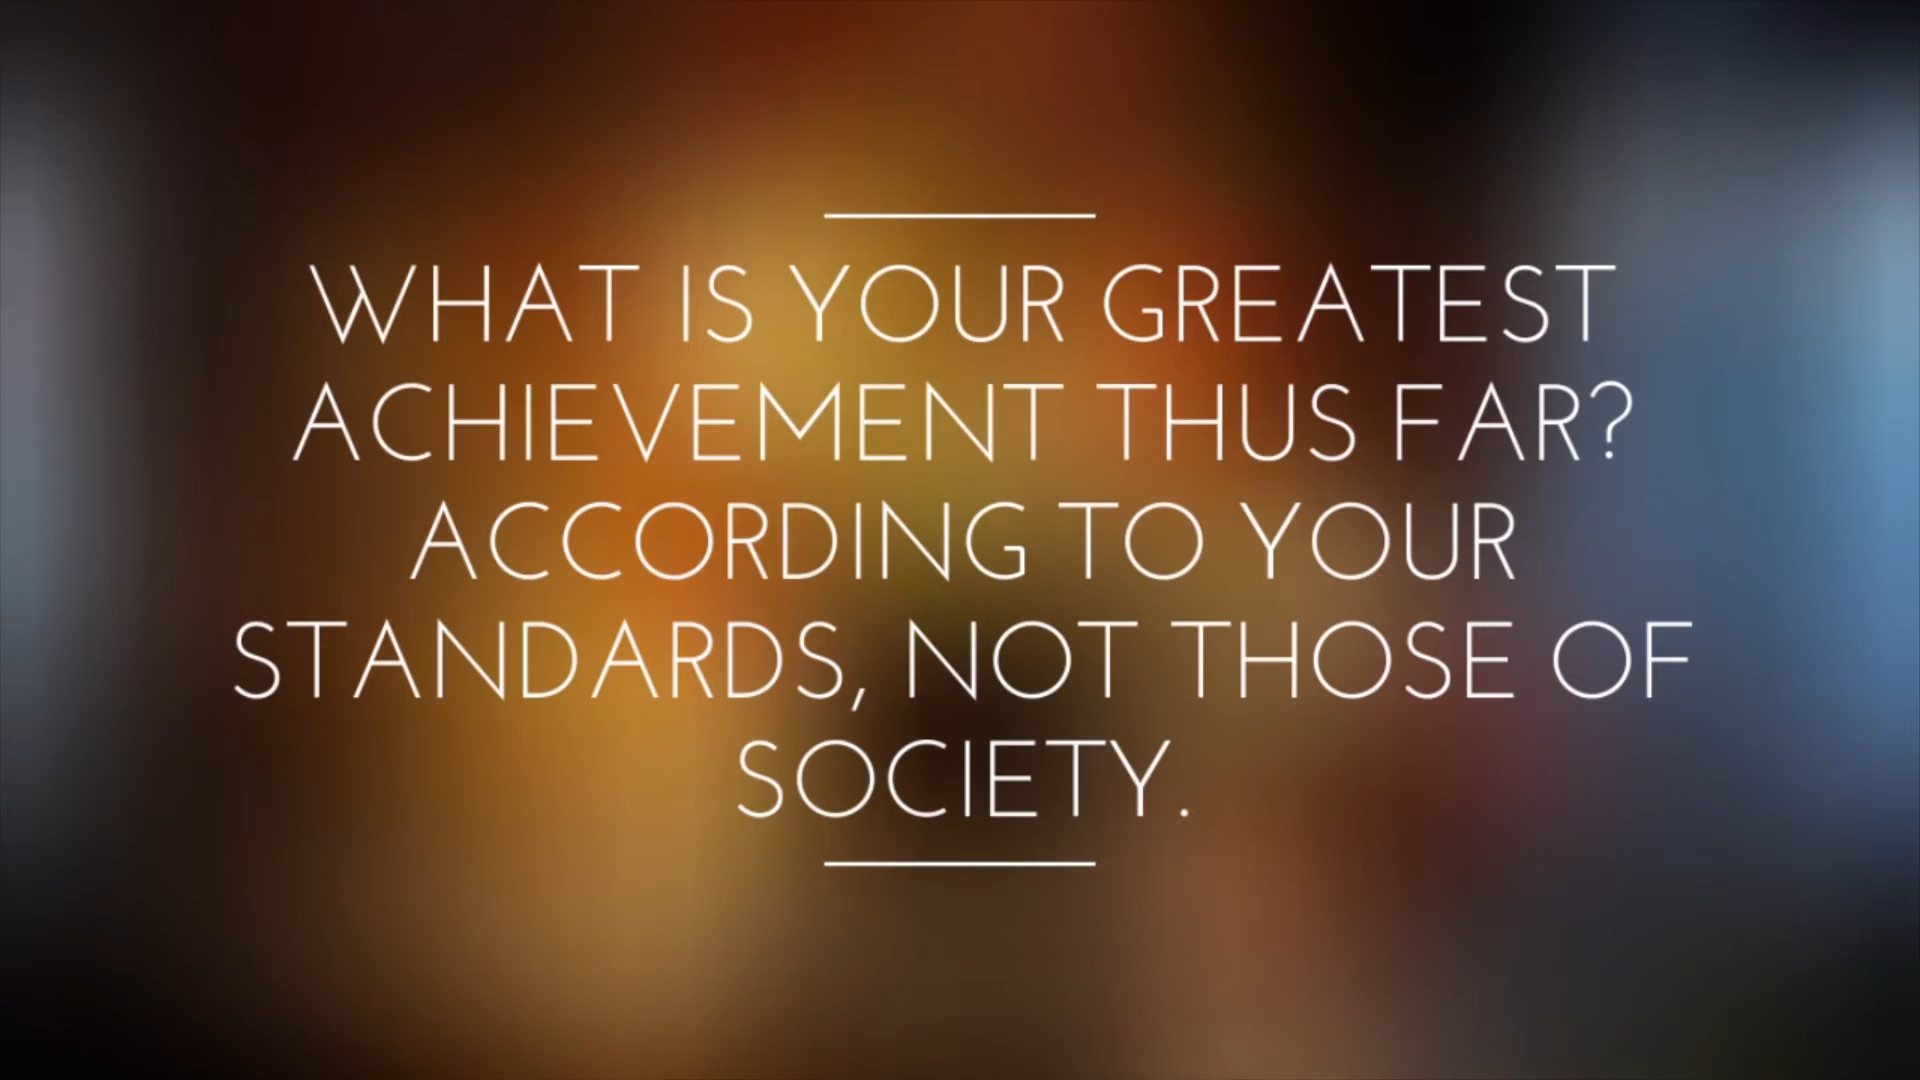 WHAT IS YOUR GREATEST
ACHIEVEMENT THUS FAR?
ACCORDING TO YOUR
STANDARDS, NOT THOSE OF
SOCIETY.